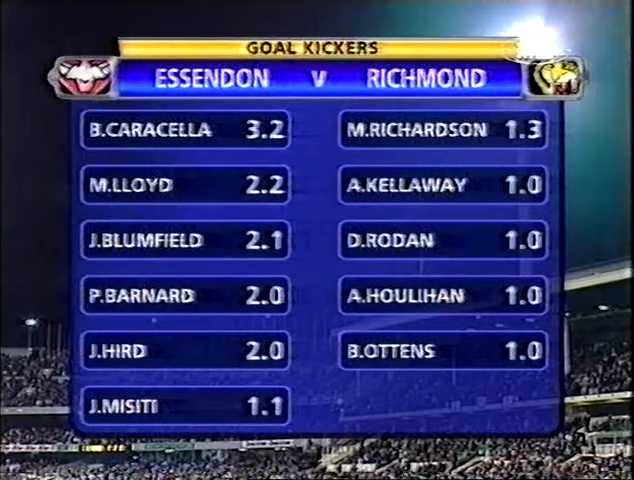 GOAL KICKERS
ESSENDON v RICHMOND
B.CARACELLA 3.2 M.RICHARDSON 1.3
M.LLOYD 2.2 A.KELLAWAY 1.0
J.BLUMFIELD 2.1 D.RODAN 1.0
P.BARNARD 2.0 A.HOULIHAN 1.0
J.HIRD 2.0 B.OTTENS 1.0
J.MISITI 1.1